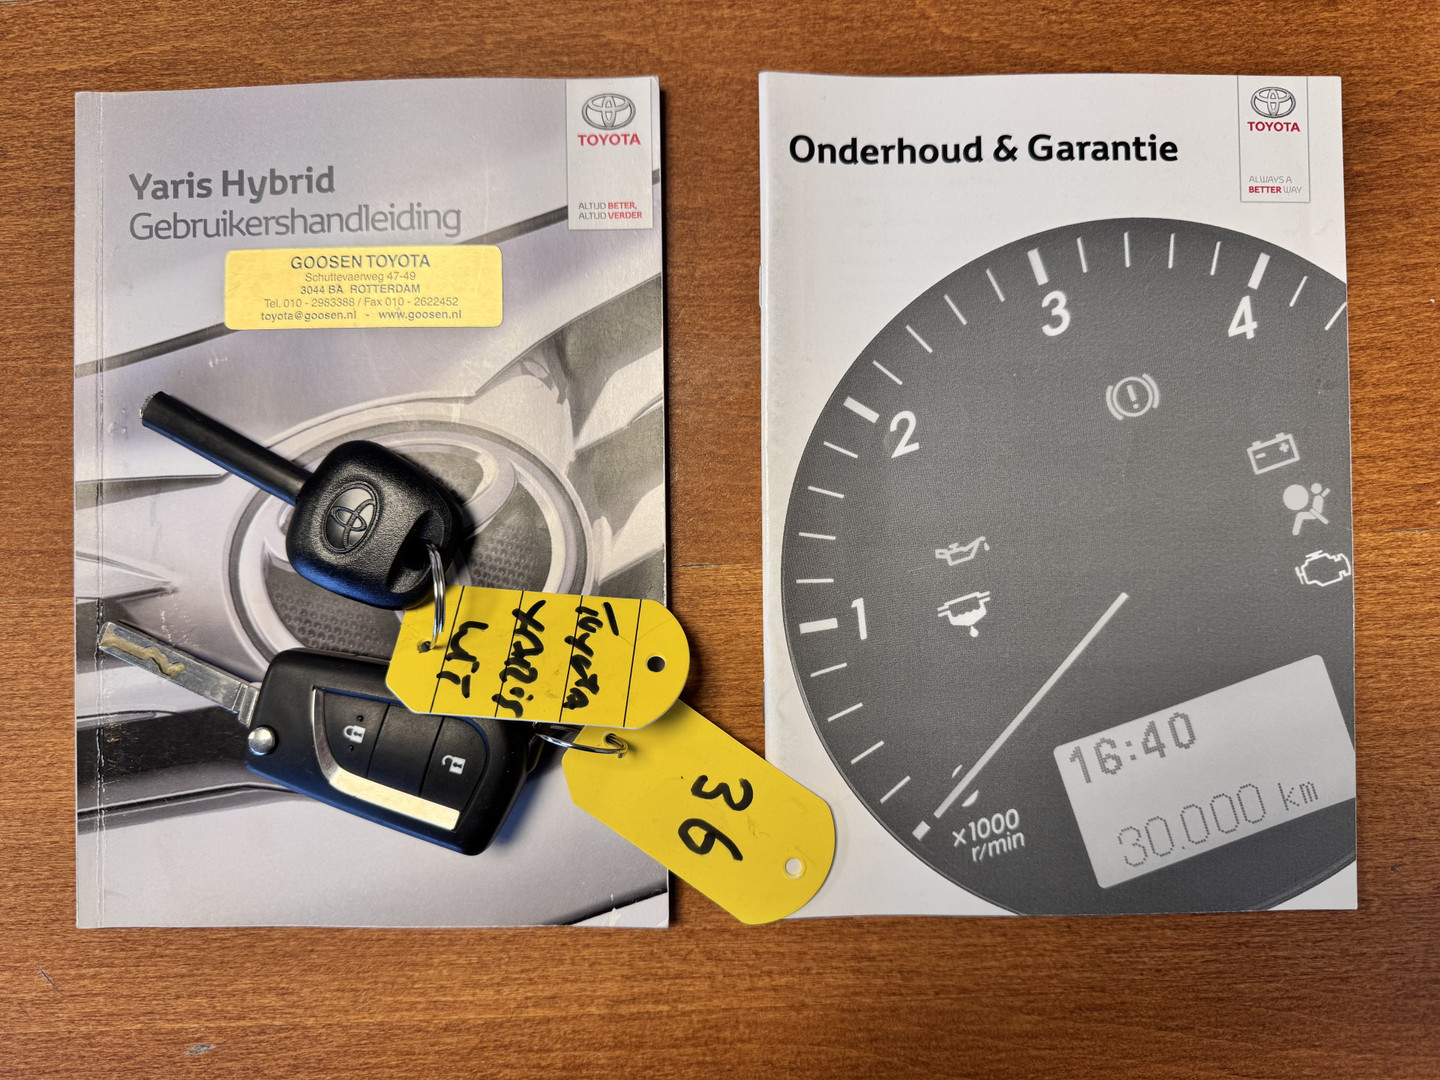 Yaris Hybrid
Gebruikershandleiding
TOYOTA
ALTIJD BETER,
ALTIJD VERDER
GOOSEN TOYOTA
Schuttevaerweg 47-49
3044 BA ROTTERDAM
Tel. 010 - 2983388 / Fax 010 - 2622452
toyota@goosen.nl - www.goosen.nl
Toyota
YARis
WIT
36
Onderhoud & Garantie
TOYOTA
ALWAYS A
BETTER WAY
1
2
3
4
x1000
r/min
16:40
30.000 km